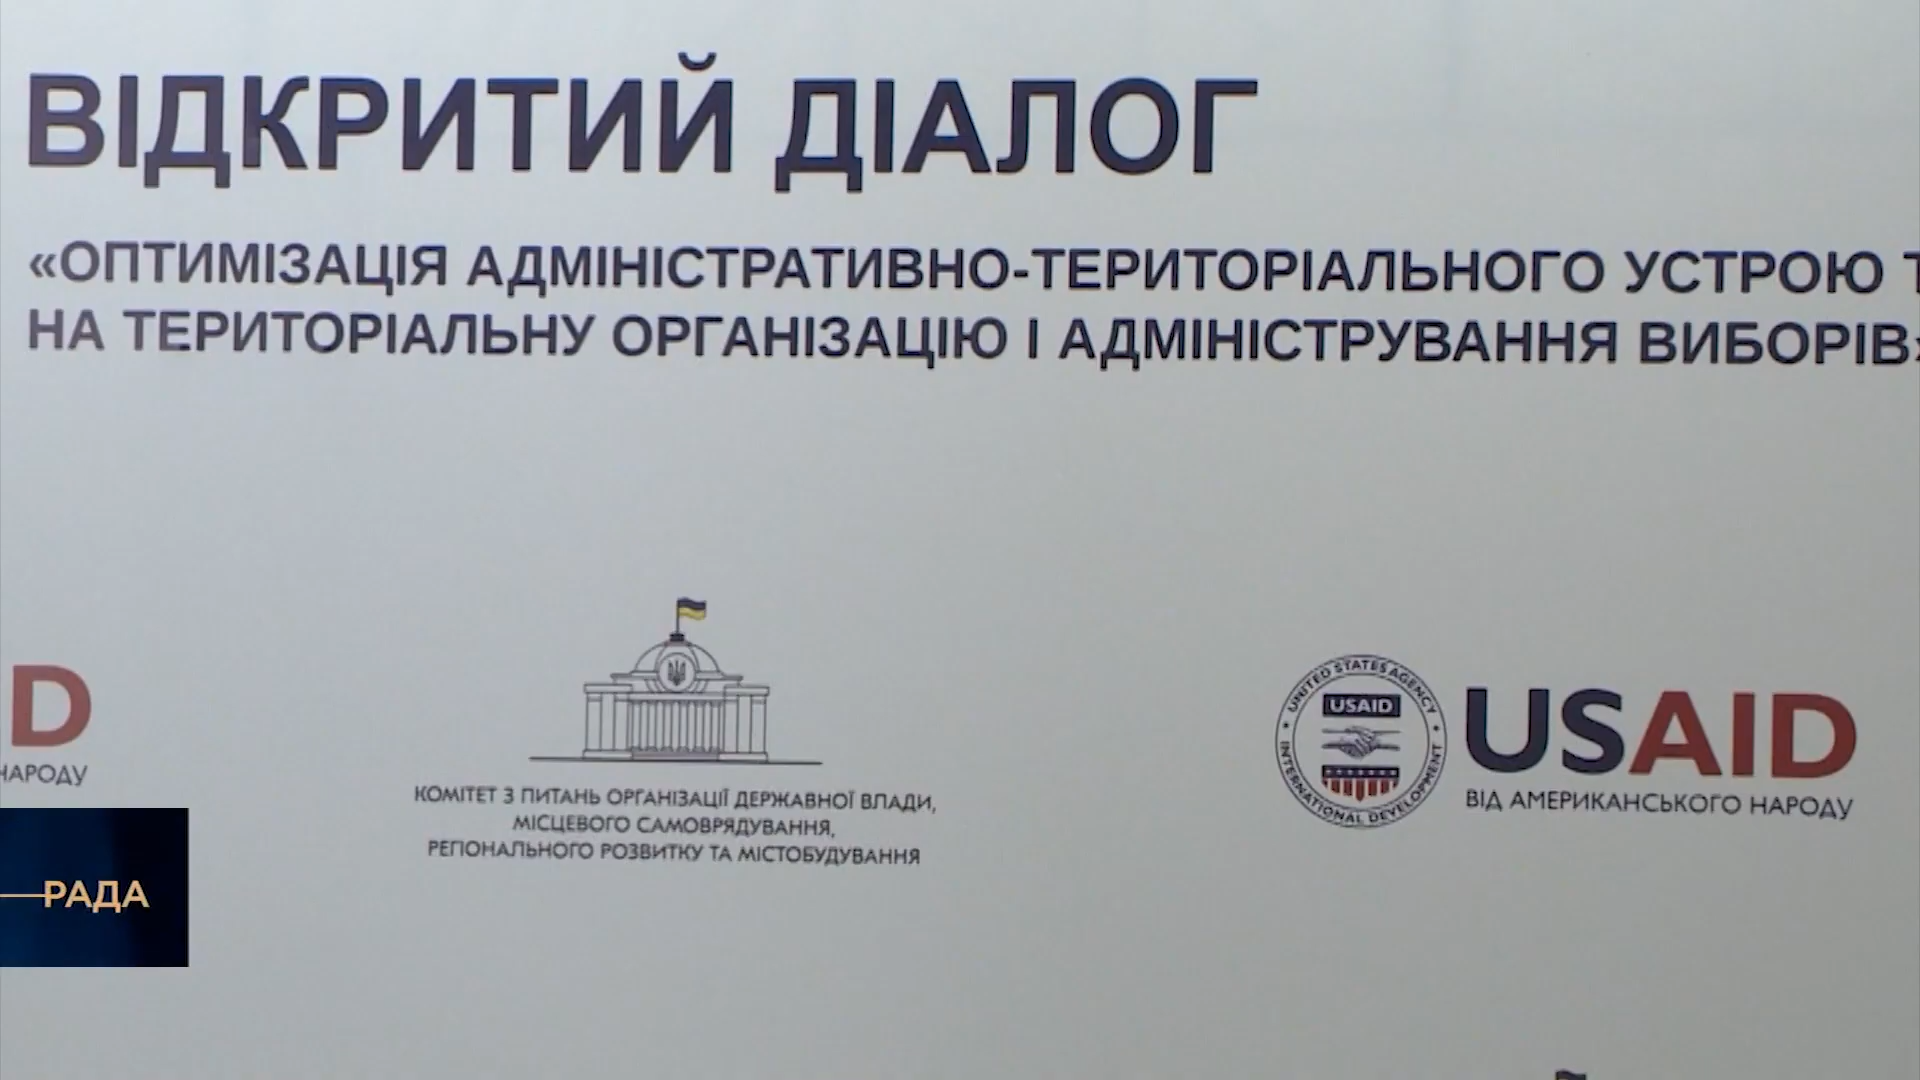 ВІДКРИТИЙ ДІАЛОГ
«ОПТИМІЗАЦІЯ АДМІНІСТРАТИВНО-ТЕРИТОРІАЛЬНОГО УСТРОЮ Т
НА ТЕРИТОРІАЛЬНУ ОРГАНІЗАЦІЮ І АДМІНІСТРУВАННЯ ВИБОРІВ»
D
НАРОДУ
КОМІТЕТ З ПИТАНЬ ОРГАНІЗАЦІЇ ДЕРЖАВНОЇ ВЛАДИ,
МІСЦЕВОГО САМОВРЯДУВАННЯ,
РЕГІОНАЛЬНОГО РОЗВИТКУ ТА МІСТОБУДУВАННЯ
UNITED STATES AGENCY
USAID
INTERNATIONAL DEVELOPMENT
USAID
ВІД АМЕРИКАНСЬКОГО НАРОДУ
РАДА